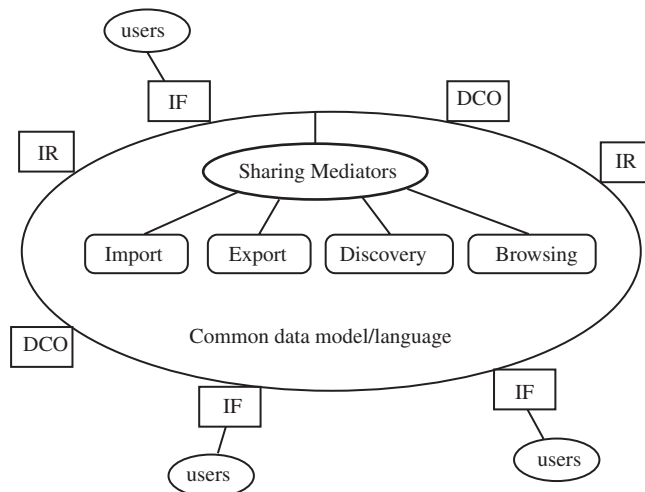 users
IF
DCO
IR
IR
Sharing Mediators
Import
Export
Discovery
Browsing
Common data model/language
DCO
IF
IF
users
users